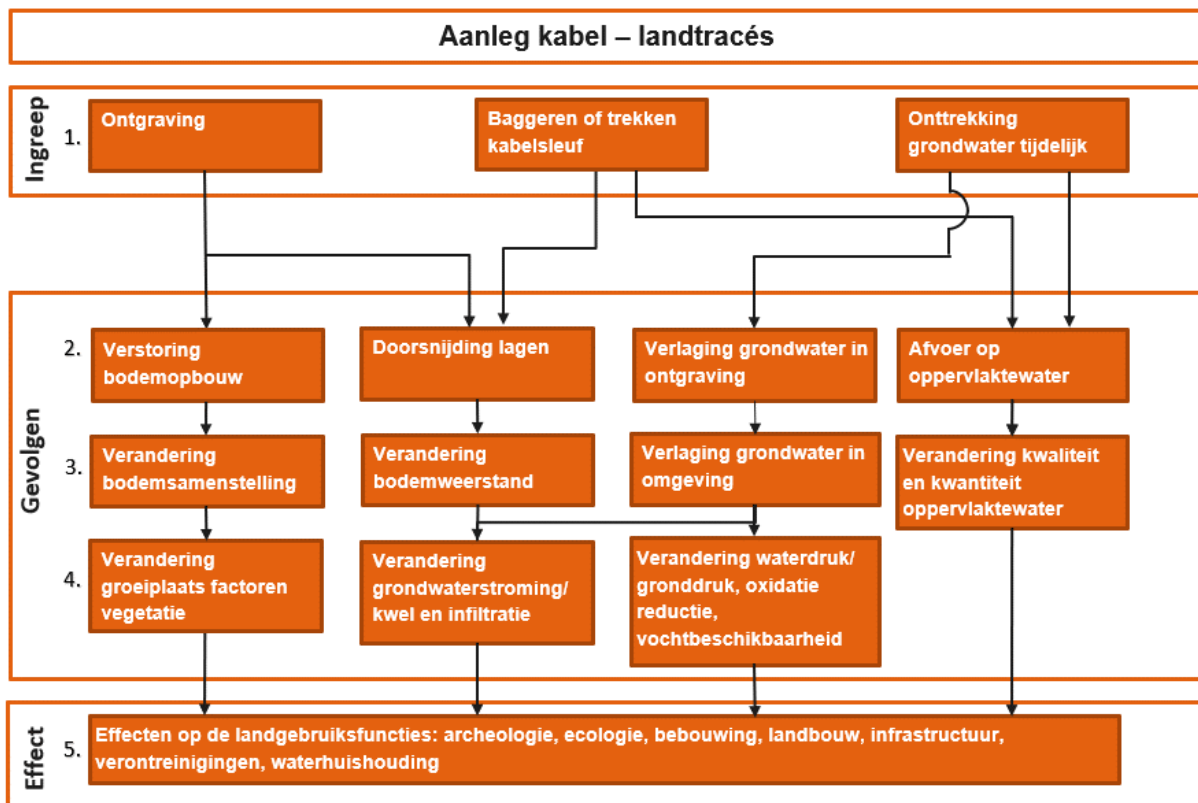 Aanleg kabel – landtracés
Ingreep
1.
Ontgraving
Baggeren of trekken
kabelsleuf
Onttrekking
grondwater tijdelijk
Gevolgen
2.
Verstoring
bodemopbouw
Doorsnijding lagen
Verlaging grondwater in
ontgraving
Afvoer op
oppervlaktewater
3.
Verandering
bodemsamenstelling
Verandering
bodemweerstand
Verlaging grondwater in
omgeving
Verandering kwaliteit
en kwantiteit
oppervlaktewater
4.
Verandering
groeiplaats factoren
vegetatie
Verandering
grondwaterstroming/
kwel en infiltratie
Verandering waterdruk/
gronddruk, oxidatie
reductie,
vochtbeschikbaarheid
Effect
5.
Effecten op de landgebruiksfuncties: archeologie, ecologie, bebouwing, landbouw, infrastructuur,
verontreinigingen, waterhuishouding